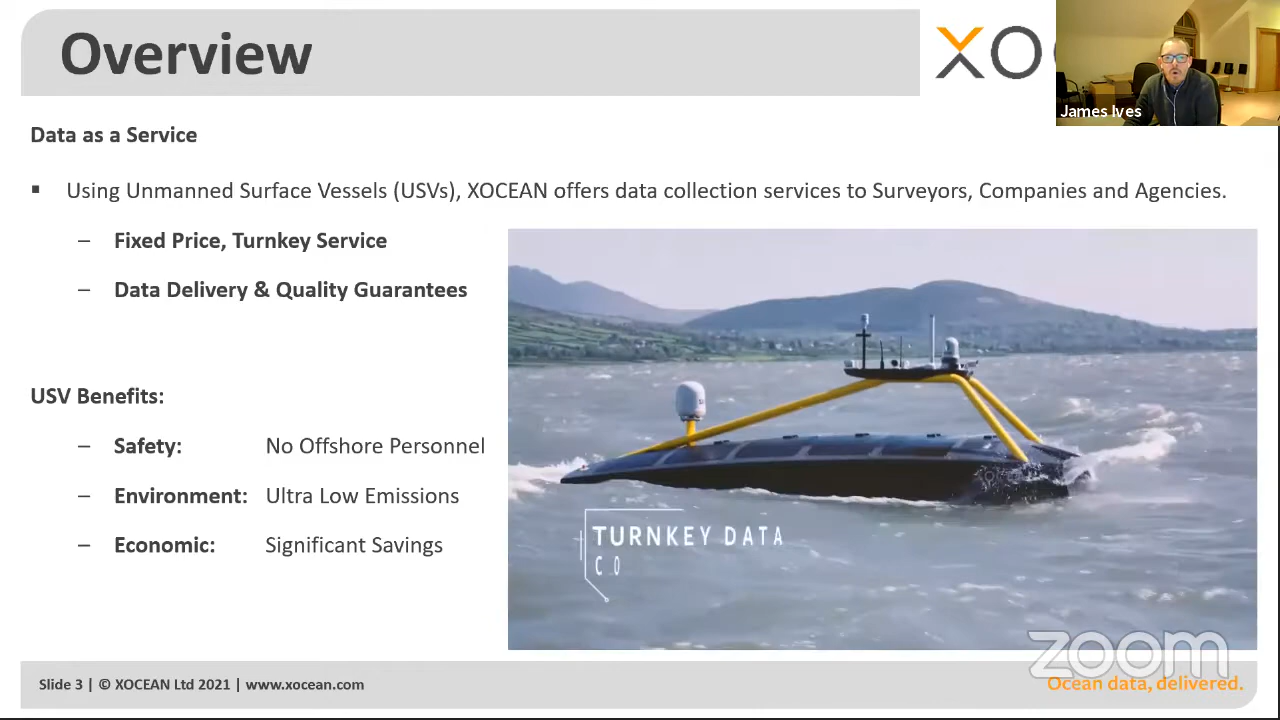 Overview
XO
James Ives
Data as a Service
▪ Using Unmanned Surface Vessels (USVs), XOCEAN offers data collection services to Surveyors, Companies and Agencies.
– Fixed Price, Turnkey Service
– Data Delivery & Quality Guarantees
USV Benefits:
– Safety: No Offshore Personnel
– Environment: Ultra Low Emissions
– Economic: Significant Savings
TURNKEY DATA
CO
zoom
Slide 3 | © XOCEAN Ltd 2021 | www.xocean.com
Ocean data, delivered.